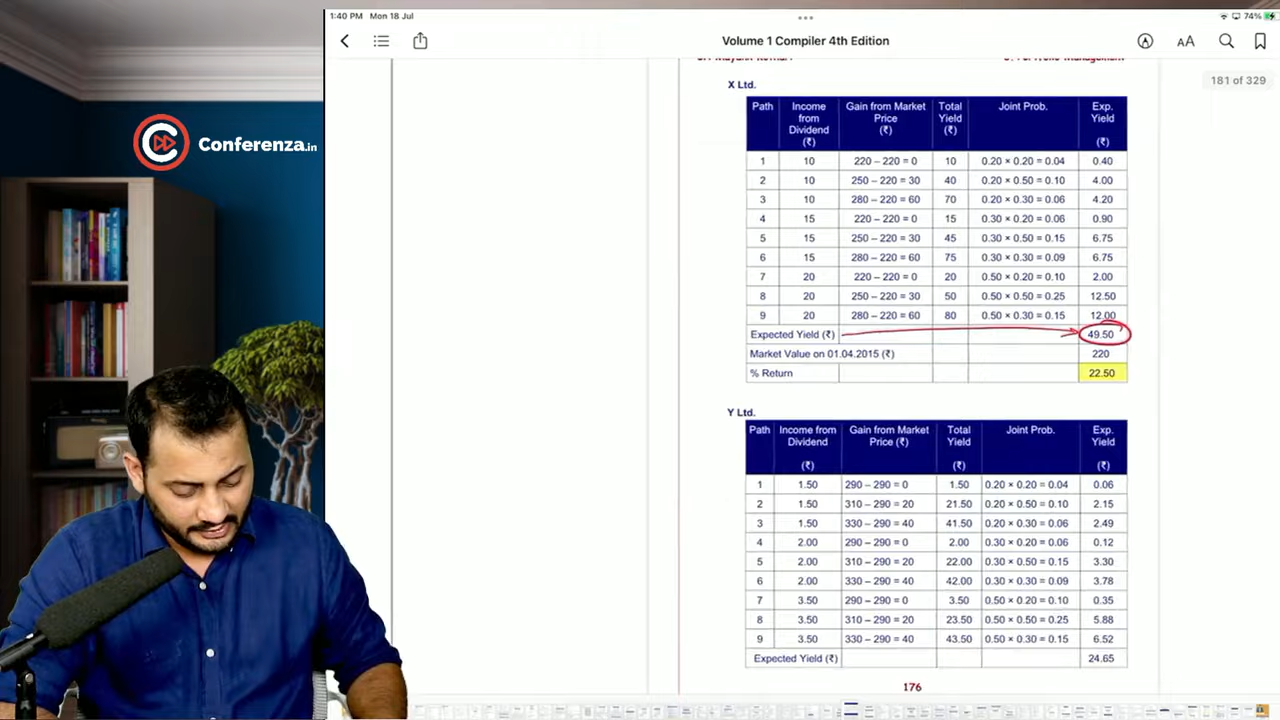 1:40 PM Mon 18 Jul
74%
Volume 1 Compiler 4th Edition
AA
181 of 329
Conferenza.in
X Ltd.
Path Income from Dividend (₹) Gain from Market Price (₹) Total Yield (₹) Joint Prob. Exp. Yield (₹)
1 10 220 – 220 = 0 10 0.20 × 0.20 = 0.04 0.40
2 10 250 – 220 = 30 40 0.20 × 0.50 = 0.10 4.00
3 10 280 – 220 = 60 70 0.20 × 0.30 = 0.06 4.20
4 15 220 – 220 = 0 15 0.30 × 0.20 = 0.06 0.90
5 15 250 – 220 = 30 45 0.30 × 0.50 = 0.15 6.75
6 15 280 – 220 = 60 75 0.30 × 0.30 = 0.09 6.75
7 20 220 – 220 = 0 20 0.50 × 0.20 = 0.10 2.00
8 20 250 – 220 = 30 50 0.50 × 0.50 = 0.25 12.50
9 20 280 – 220 = 60 80 0.50 × 0.30 = 0.15 12.00
Expected Yield (₹) 49.50
Market Value on 01.04.2015 (₹) 220
% Return 22.50
Y Ltd.
Path Income from Dividend (₹) Gain from Market Price (₹) Total Yield (₹) Joint Prob. Exp. Yield (₹)
1 1.50 290 – 290 = 0 1.50 0.20 × 0.20 = 0.04 0.06
2 1.50 310 – 290 = 20 21.50 0.20 × 0.50 = 0.10 2.15
3 1.50 330 – 290 = 40 41.50 0.20 × 0.30 = 0.06 2.49
4 2.00 290 – 290 = 0 2.00 0.30 × 0.20 = 0.06 0.12
5 2.00 310 – 290 = 20 22.00 0.30 × 0.50 = 0.15 3.30
6 2.00 330 – 290 = 40 42.00 0.30 × 0.30 = 0.09 3.78
7 3.50 290 – 290 = 0 3.50 0.50 × 0.20 = 0.10 0.35
8 3.50 310 – 290 = 20 23.50 0.50 × 0.50 = 0.25 5.88
9 3.50 330 – 290 = 40 43.50 0.50 × 0.30 = 0.15 6.52
Expected Yield (₹) 24.65
176